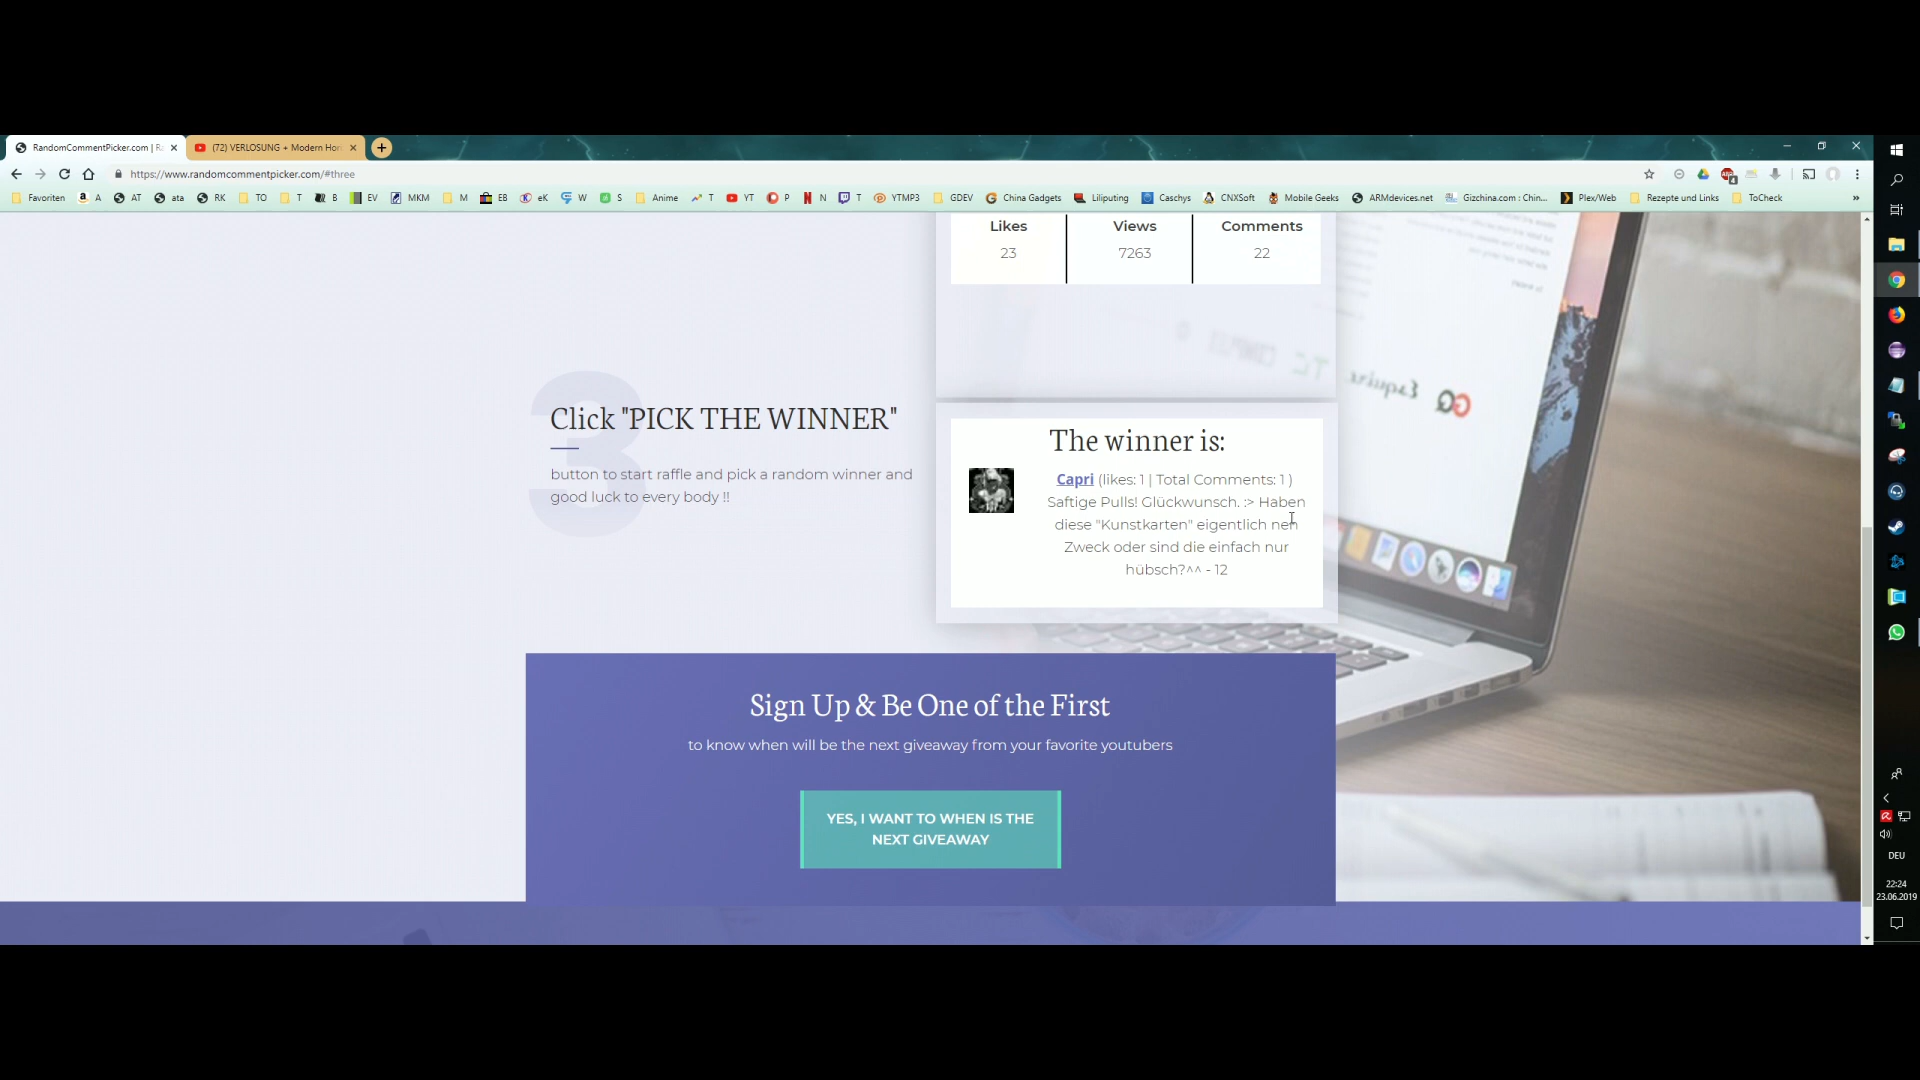 RandomCommentPicker.com | R
(72) VERLOSUNG + Modern Hori
https://www.randomcommentpicker.com/#three
Favoriten A AT ata RK TO T B EV MKM M EB eK W S Anime T YT P N T YTMP3 GDEV China Gadgets Liliputing Caschys CNXSoft Mobile Geeks ARMdevices.net Gizchina.com : Chin... Plex/Web Rezepte und Links ToCheck »
Likes Views Comments
23 7263 22
3
Click "PICK THE WINNER"
button to start raffle and pick a random winner and
good luck to every body !!
The winner is:
Capri (likes: 1 | Total Comments: 1 )
Saftige Pulls! Glückwunsch. :> Haben
diese "Kunstkarten" eigentlich nen
Zweck oder sind die einfach nur
hübsch?^^ - 12
Esquire GQ
Sign Up & Be One of the First
to know when will be the next giveaway from your favorite youtubers
YES, I WANT TO WHEN IS THE
NEXT GIVEAWAY
DEU
22:24
23.06.2019